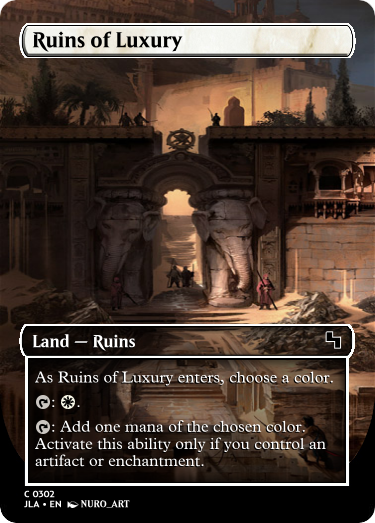 Ruins of Luxury
Land — Ruins
As Ruins of Luxury enters, choose a color.
: .
: Add one mana of the chosen color.
Activate this ability only if you control an
artifact or enchantment.
C 0302
JLA • EN NURO_ART